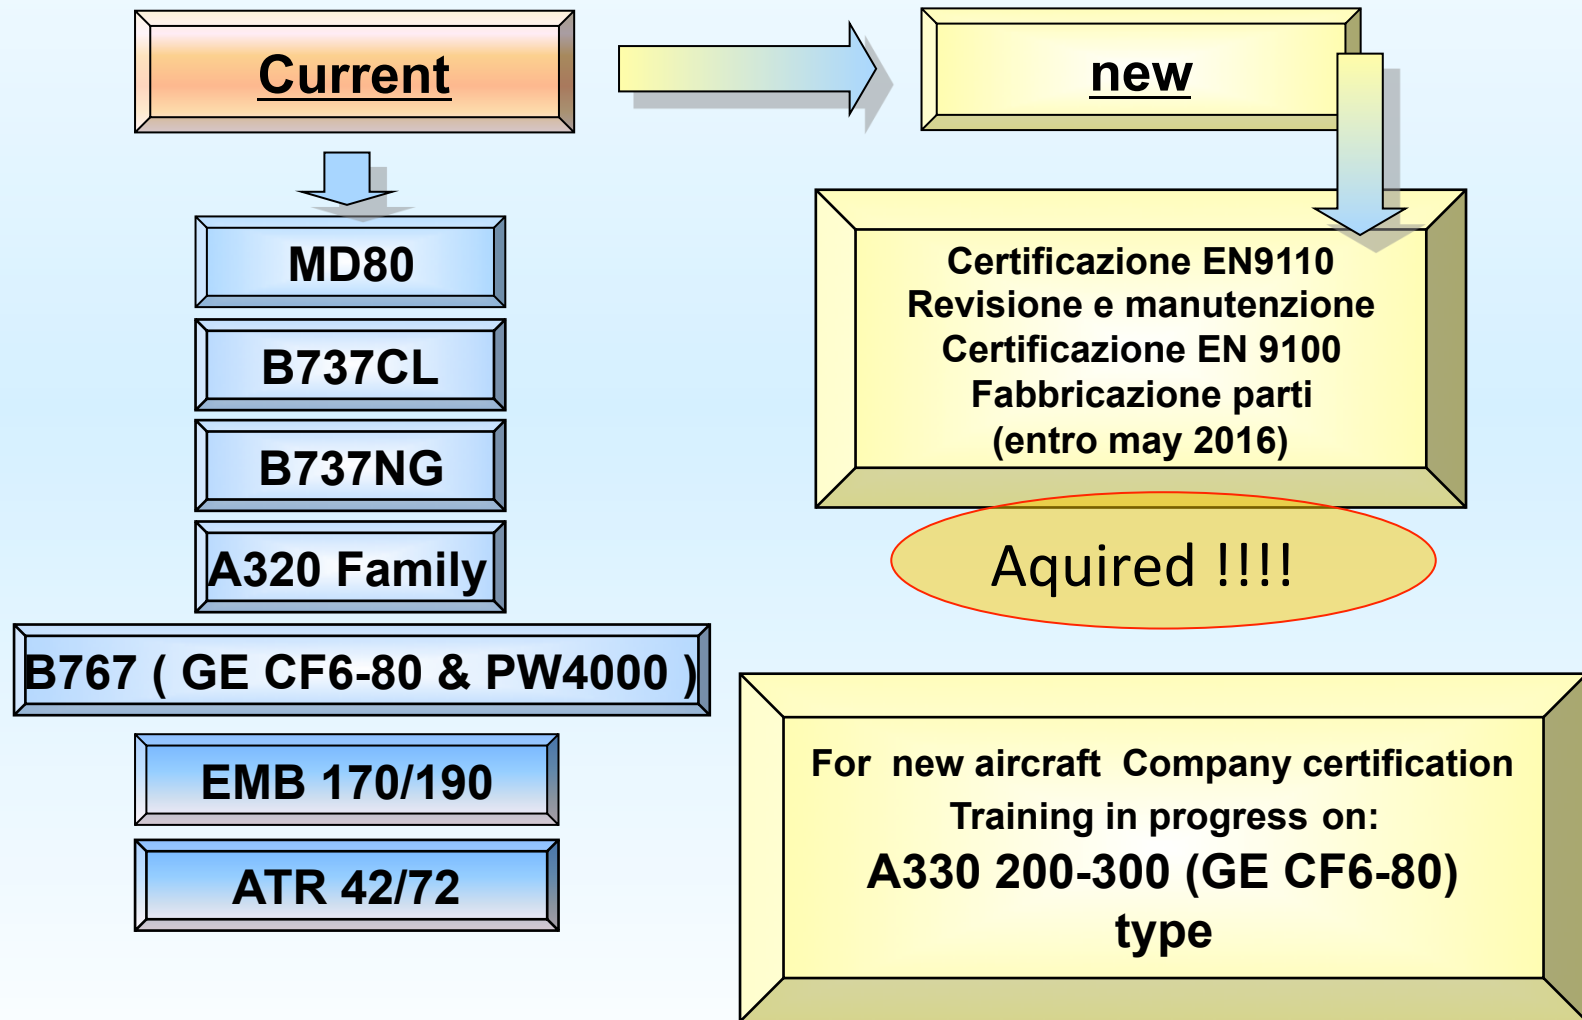 Current
new
MD80
B737CL
B737NG
A320 Family
B767 ( GE CF6-80 & PW4000 )
EMB 170/190
ATR 42/72
Certificazione EN9110
Revisione e manutenzione
Certificazione EN 9100
Fabbricazione parti
(entro may 2016)
Aquired !!!!
For new aircraft Company certification
Training in progress on:
A330 200-300 (GE CF6-80)
type